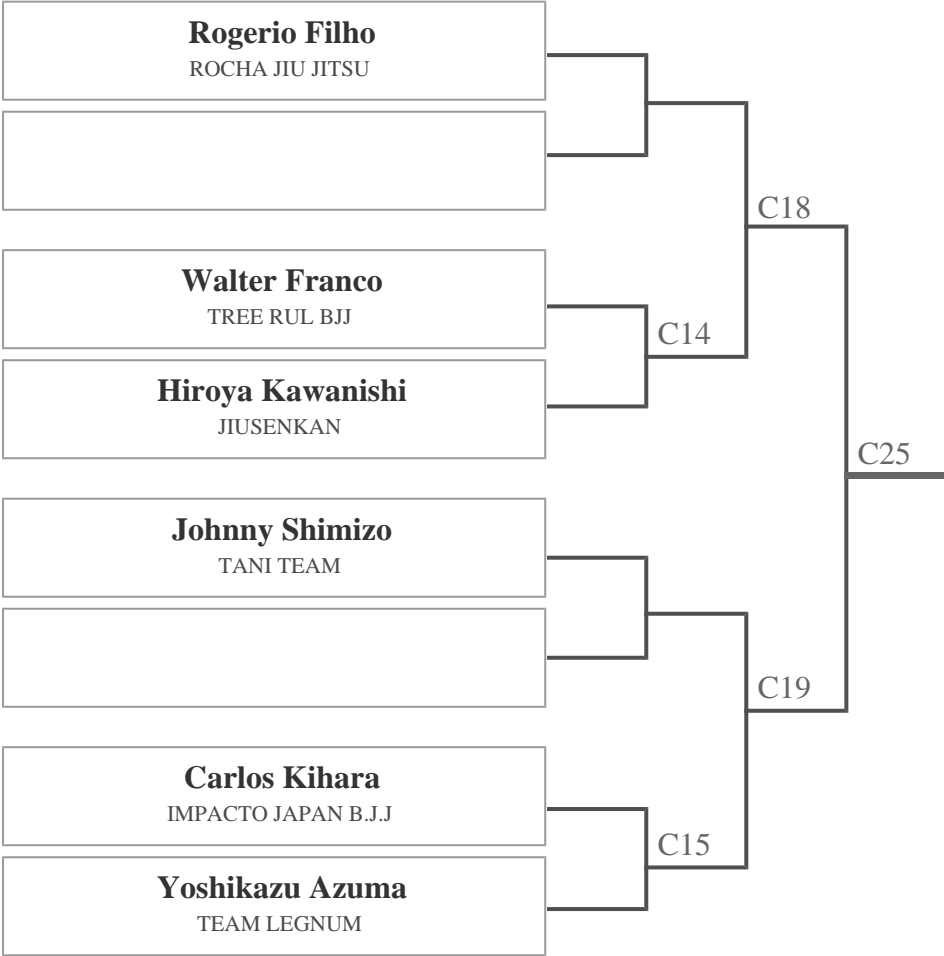 Rogerio Filho
ROCHA JIU JITSU
C18
Walter Franco
TREE RUL BJJ
C14
Hiroya Kawanishi
JIUSENKAN
C25
Johnny Shimizo
TANI TEAM
C19
Carlos Kihara
IMPACTO JAPAN B.J.J
C15
Yoshikazu Azuma
TEAM LEGNUM